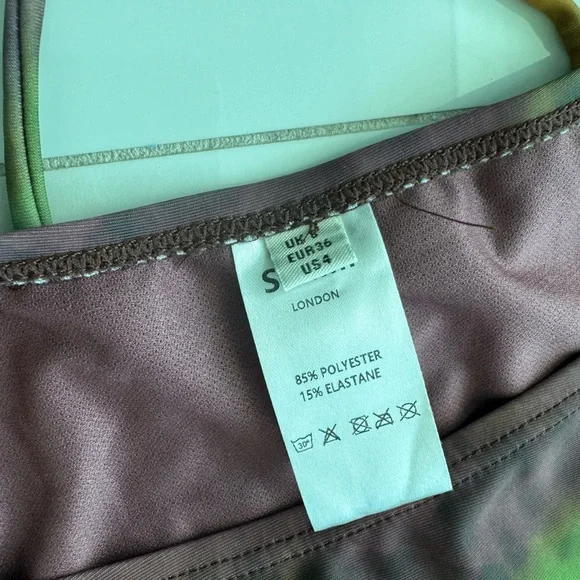 UK
EUR36
US4
LONDON
85% POLYESTER
15% ELASTANE
30°